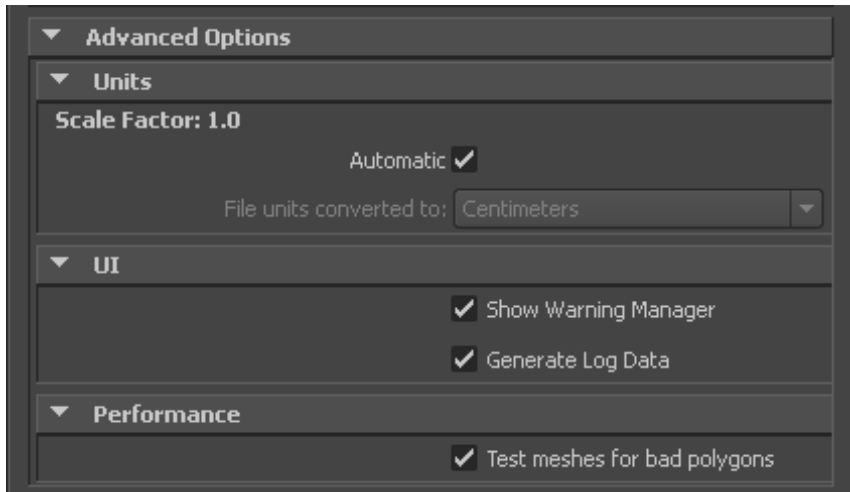 Advanced Options
Units
Scale Factor: 1.0
Automatic
File units converted to: Centimeters
UI
Show Warning Manager
Generate Log Data
Performance
Test meshes for bad polygons